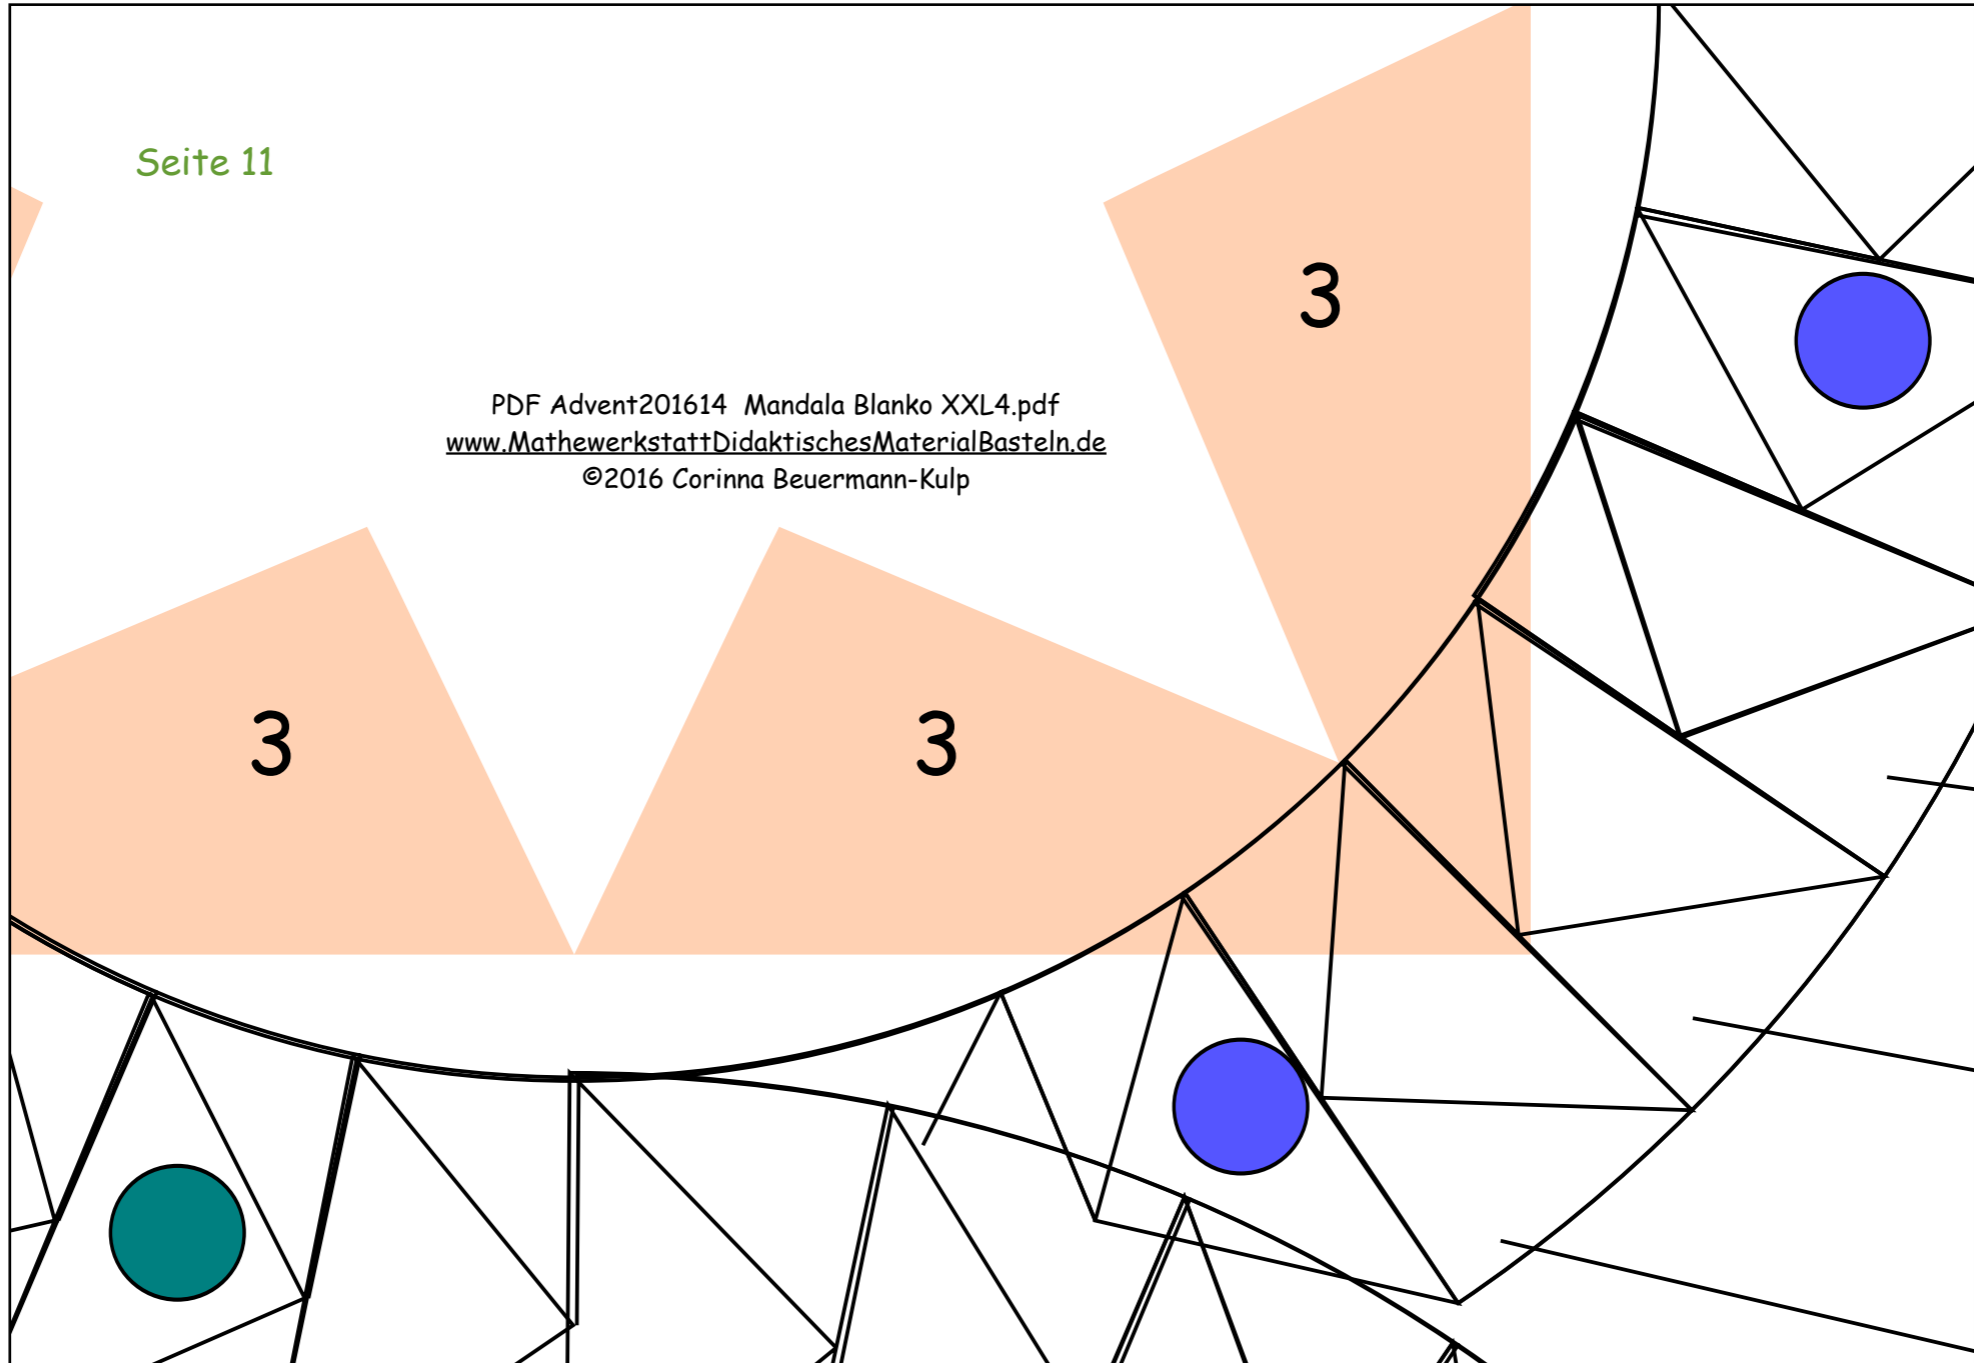 Seite 11
3
PDF Advent201614 Mandala Blanko XXL4.pdf
www.MathewerkstattDidaktischesMaterialBasteln.de
©2016 Corinna Beuermann-Kulp
3
3